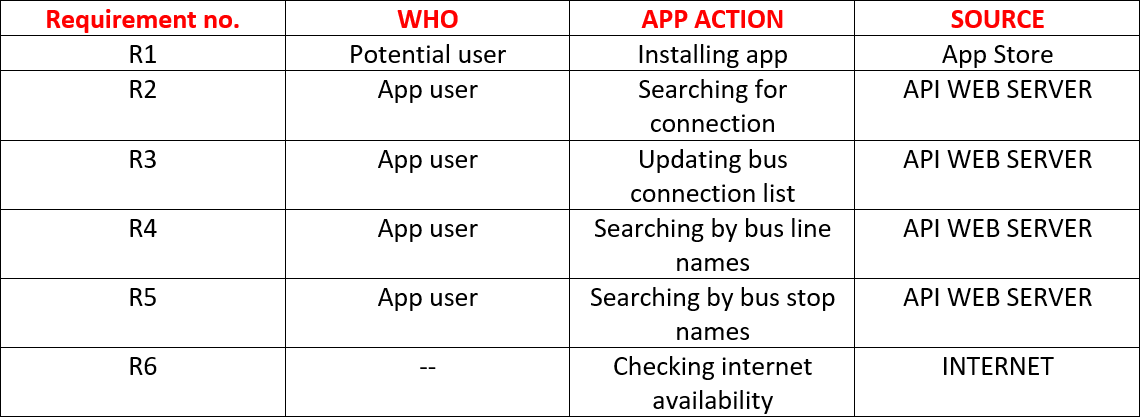 Requirement no. WHO APP ACTION SOURCE
R1 Potential user Installing app App Store
R2 App user Searching for API WEB SERVER
connection
R3 App user Updating bus API WEB SERVER
connection list
R4 App user Searching by bus line API WEB SERVER
names
R5 App user Searching by bus stop API WEB SERVER
names
R6 -- Checking internet INTERNET
availability